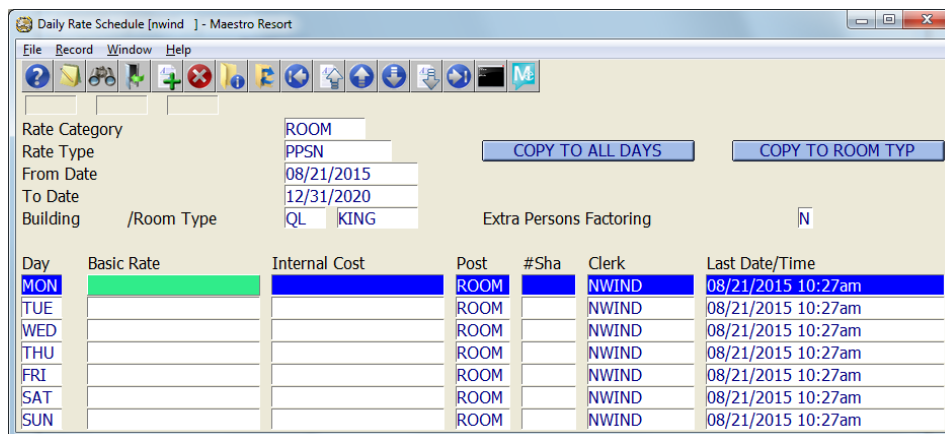 Daily Rate Schedule [nwind ] - Maestro Resort
File Record Window Help
Rate Category ROOM
Rate Type PPSN COPY TO ALL DAYS COPY TO ROOM TYP
From Date 08/21/2015
To Date 12/31/2020
Building /Room Type QL KING Extra Persons Factoring N
Day Basic Rate Internal Cost Post #Sha Clerk Last Date/Time
MON ROOM NWIND 08/21/2015 10:27am
TUE ROOM NWIND 08/21/2015 10:27am
WED ROOM NWIND 08/21/2015 10:27am
THU ROOM NWIND 08/21/2015 10:27am
FRI ROOM NWIND 08/21/2015 10:27am
SAT ROOM NWIND 08/21/2015 10:27am
SUN ROOM NWIND 08/21/2015 10:27am